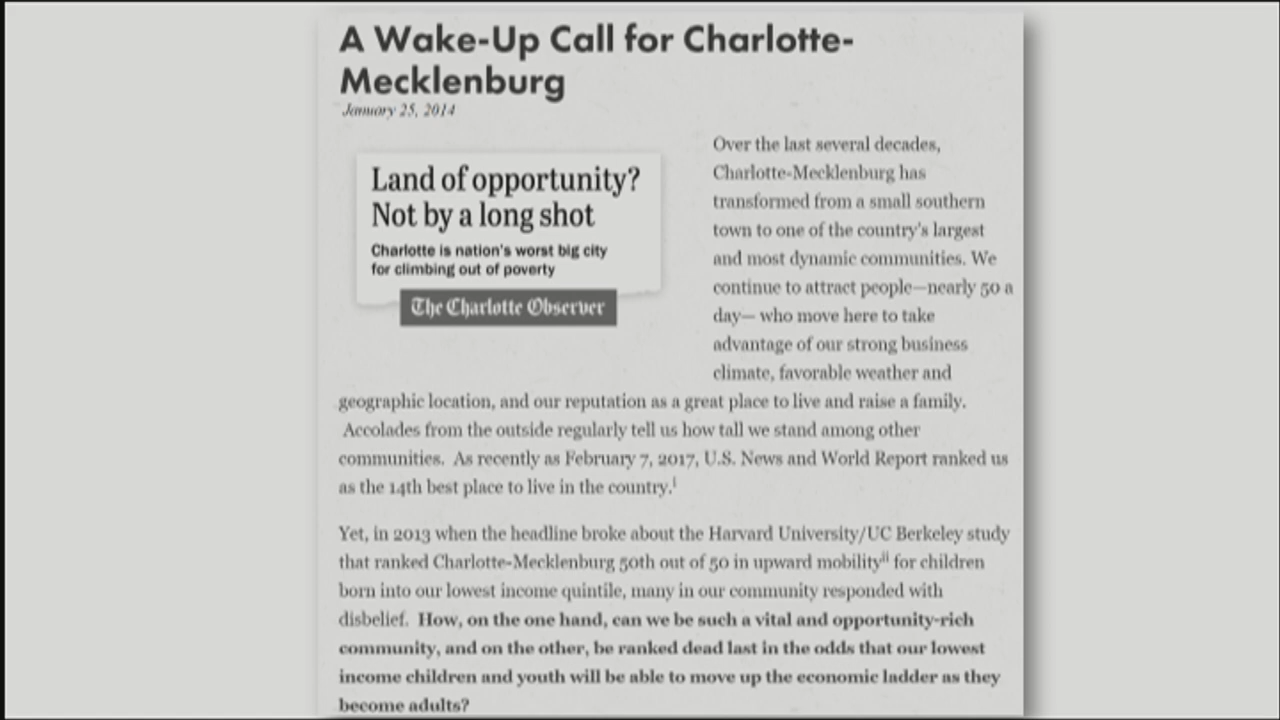 A Wake-Up Call for Charlotte-
Mecklenburg
January 25, 2014
Land of opportunity?
Not by a long shot
Charlotte is nation's worst big city
for climbing out of poverty
The Charlotte Observer
Over the last several decades,
Charlotte-Mecklenburg has
transformed from a small southern
town to one of the country's largest
and most dynamic communities. We
continue to attract people—nearly 50 a
day— who move here to take
advantage of our strong business
climate, favorable weather and
geographic location, and our reputation as a great place to live and raise a family.
Accolades from the outside regularly tell us how tall we stand among other
communities. As recently as February 7, 2017, U.S. News and World Report ranked us
as the 14th best place to live in the country.i
Yet, in 2013 when the headline broke about the Harvard University/UC Berkeley study
that ranked Charlotte-Mecklenburg 50th out of 50 in upward mobilityii for children
born into our lowest income quintile, many in our community responded with
disbelief. How, on the one hand, can we be such a vital and opportunity-rich
community, and on the other, be ranked dead last in the odds that our lowest
income children and youth will be able to move up the economic ladder as they
become adults?